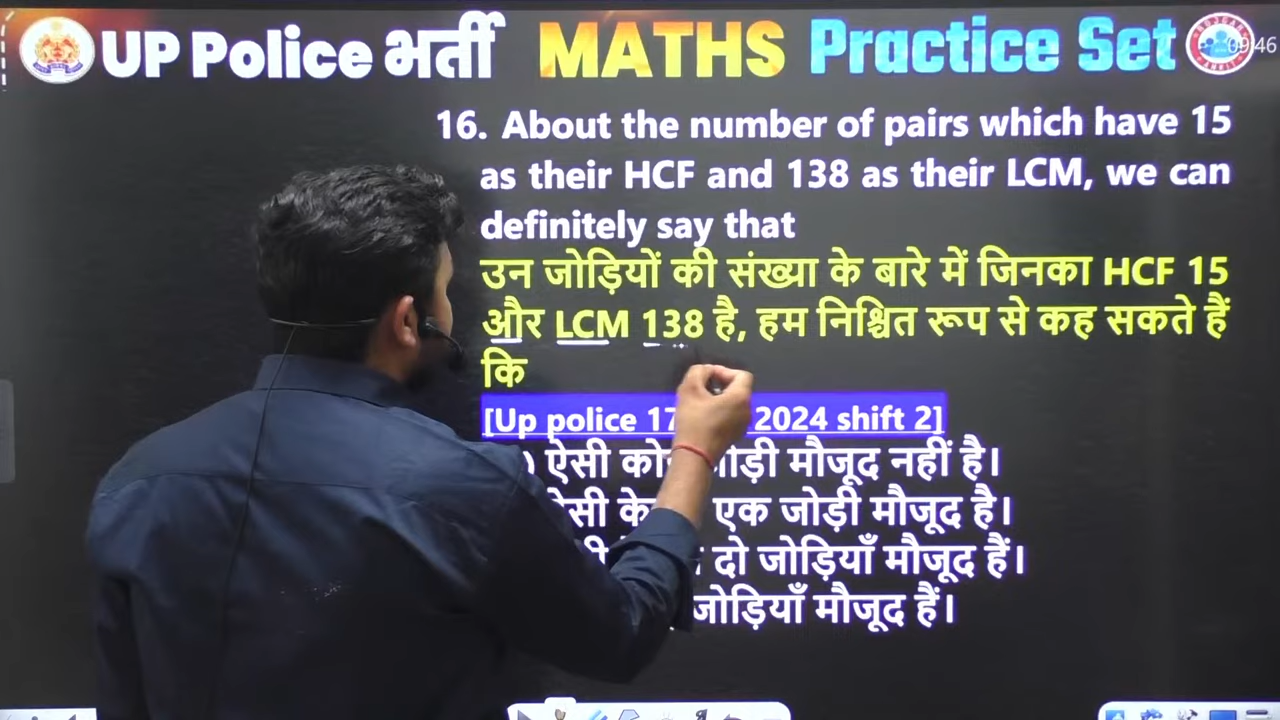 UP Police भर्ती MATHS Practice Set
09:46
16. About the number of pairs which have 15
as their HCF and 138 as their LCM, we can
definitely say that
उन जोड़ियों की संख्या के बारे में जिनका HCF 15
और LCM 138 है, हम निश्चित रूप से कह सकते हैं
कि
[Up police 17 2024 shift 2]
ऐसी जोड़ी मौजूद नहीं है।
एक जोड़ी मौजूद है।
दो जोड़ियाँ मौजूद हैं।
जोड़ियाँ मौजूद हैं।